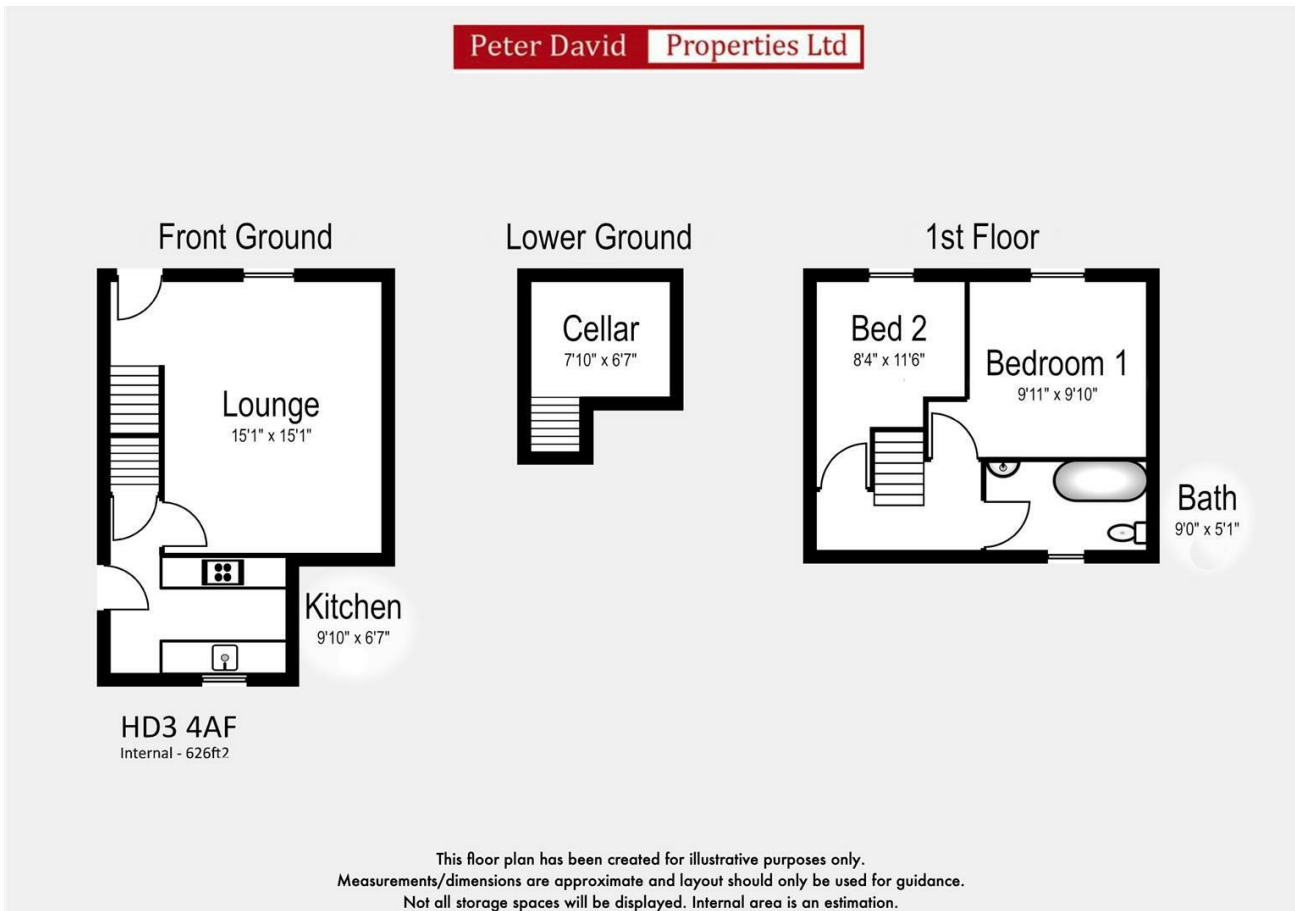 Peter David Properties Ltd
Front Ground
Lounge
15'1" x 15'1"
Kitchen
9'10" x 6'7"
Lower Ground
Cellar
7'10" x 6'7"
1st Floor
Bed 2
8'4" x 11'6"
Bedroom 1
9'11" x 9'10"
Bath
9'0" x 5'1"
HD3 4AF
Internal - 626ft2
This floor plan has been created for illustrative purposes only.
Measurements/dimensions are approximate and layout should only be used for guidance.
Not all storage spaces will be displayed. Internal area is an estimation.